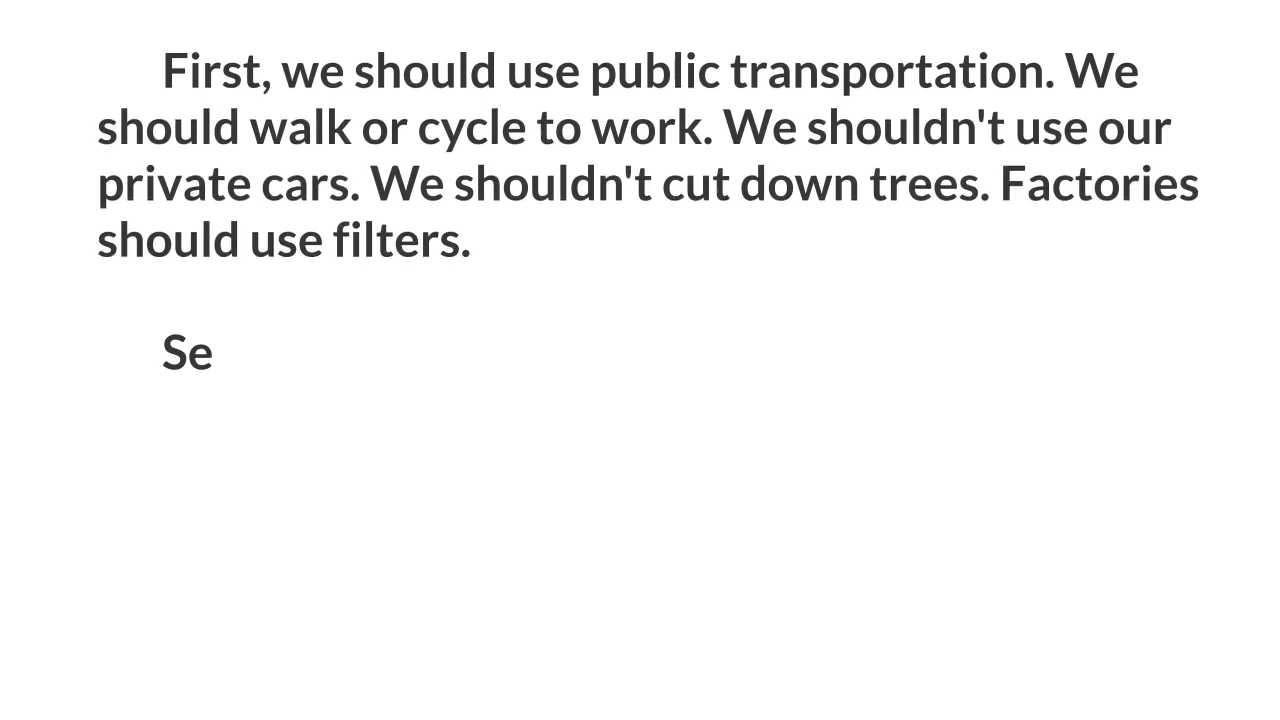 First, we should use public transportation. We
should walk or cycle to work. We shouldn't use our
private cars. We shouldn't cut down trees. Factories
should use filters.
Se